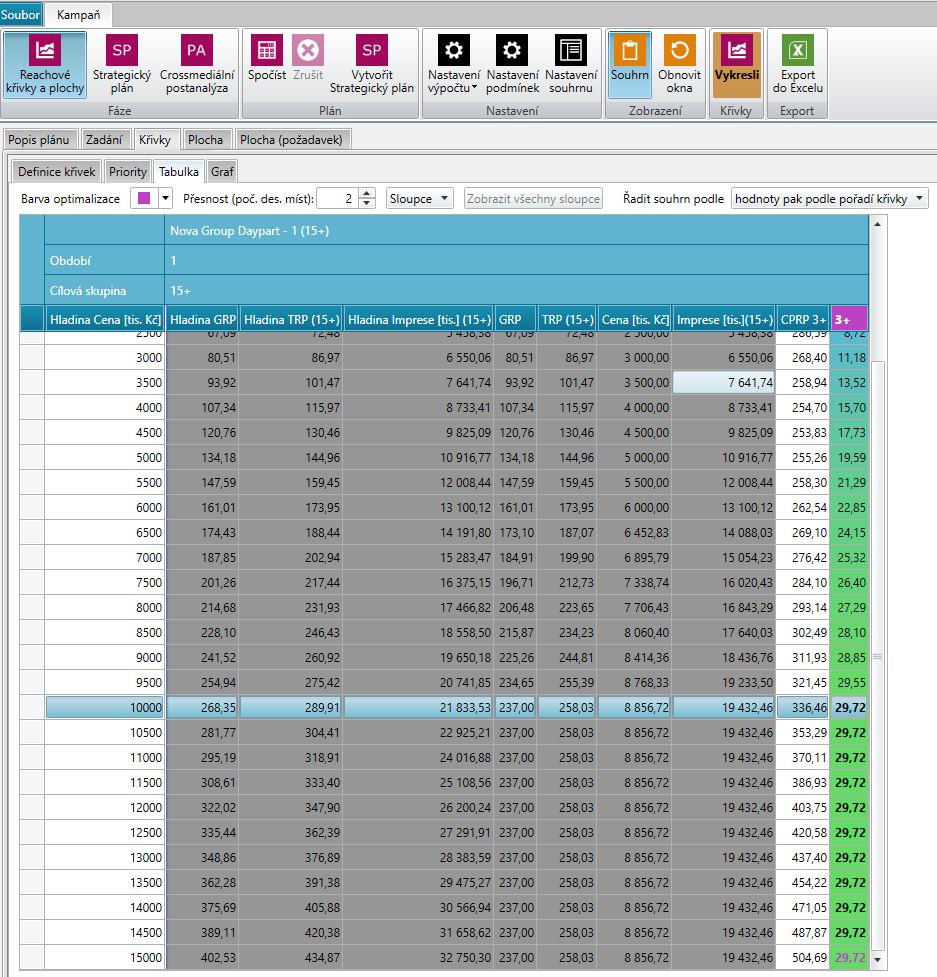 Soubor Kampaň
SP PA SP
Reachové křivky a plochy Strategický plán Crossmediální postanalýza Spočíst Zrušit Vytvořit Strategický plán Nastavení výpočtu Nastavení podmínek Nastavení souhrnu Souhrn Obnovit okna Vykresli Export do Excelu
Fáze Plán Nastavení Zobrazení Křivky Export
Popis plánu Zadání Křivky Plocha Plocha (požadavek)
Definice křivek Priority Tabulka Graf
Barva optimalizace Přesnost (poč. des. míst): 2 Sloupce Zobrazit všechny sloupce Řadit souhrn podle hodnoty pak podle pořadí křivky
Nova Group Daypart - 1 (15+)
Období 1
Cílová skupina 15+
Hladina Cena [tis. Kč] Hladina GRP Hladina TRP (15+) Hladina Imprese [tis.] (15+) GRP TRP (15+) Cena [tis. Kč] Imprese [tis.](15+) CPRP 3+ 3+
2500 67,09 72,48 5 458,38 67,09 72,48 2 500,00 5 458,38 286,59 8,72
3000 80,51 86,97 6 550,06 80,51 86,97 3 000,00 6 550,06 268,40 11,18
3500 93,92 101,47 7 641,74 93,92 101,47 3 500,00 7 641,74 258,94 13,52
4000 107,34 115,97 8 733,41 107,34 115,97 4 000,00 8 733,41 254,70 15,70
4500 120,76 130,46 9 825,09 120,76 130,46 4 500,00 9 825,09 253,83 17,73
5000 134,18 144,96 10 916,77 134,18 144,96 5 000,00 10 916,77 255,26 19,59
5500 147,59 159,45 12 008,44 147,59 159,45 5 500,00 12 008,44 258,30 21,29
6000 161,01 173,95 13 100,12 161,01 173,95 6 000,00 13 100,12 262,54 22,85
6500 174,43 188,44 14 191,80 173,10 187,07 6 452,83 14 088,03 269,10 24,15
7000 187,85 202,94 15 283,47 184,91 199,90 6 895,79 15 054,23 276,42 25,32
7500 201,26 217,44 16 375,15 196,71 212,73 7 338,74 16 020,43 284,10 26,40
8000 214,68 231,93 17 466,82 206,48 223,65 7 706,43 16 843,29 293,14 27,29
8500 228,10 246,43 18 558,50 215,87 234,23 8 060,40 17 640,03 302,49 28,10
9000 241,52 260,92 19 650,18 225,26 244,81 8 414,36 18 436,76 311,93 28,85
9500 254,94 275,42 20 741,85 234,65 255,39 8 768,33 19 233,50 321,45 29,55
10000 268,35 289,91 21 833,53 237,00 258,03 8 856,72 19 432,46 336,46 29,72
10500 281,77 304,41 22 925,21 237,00 258,03 8 856,72 19 432,46 353,29 29,72
11000 295,19 318,91 24 016,88 237,00 258,03 8 856,72 19 432,46 370,11 29,72
11500 308,61 333,40 25 108,56 237,00 258,03 8 856,72 19 432,46 386,93 29,72
12000 322,02 347,90 26 200,24 237,00 258,03 8 856,72 19 432,46 403,75 29,72
12500 335,44 362,39 27 291,91 237,00 258,03 8 856,72 19 432,46 420,58 29,72
13000 348,86 376,89 28 383,59 237,00 258,03 8 856,72 19 432,46 437,40 29,72
13500 362,28 391,38 29 475,27 237,00 258,03 8 856,72 19 432,46 454,22 29,72
14000 375,69 405,88 30 566,94 237,00 258,03 8 856,72 19 432,46 471,05 29,72
14500 389,11 420,38 31 658,62 237,00 258,03 8 856,72 19 432,46 487,87 29,72
15000 402,53 434,87 32 750,30 237,00 258,03 8 856,72 19 432,46 504,69 29,72